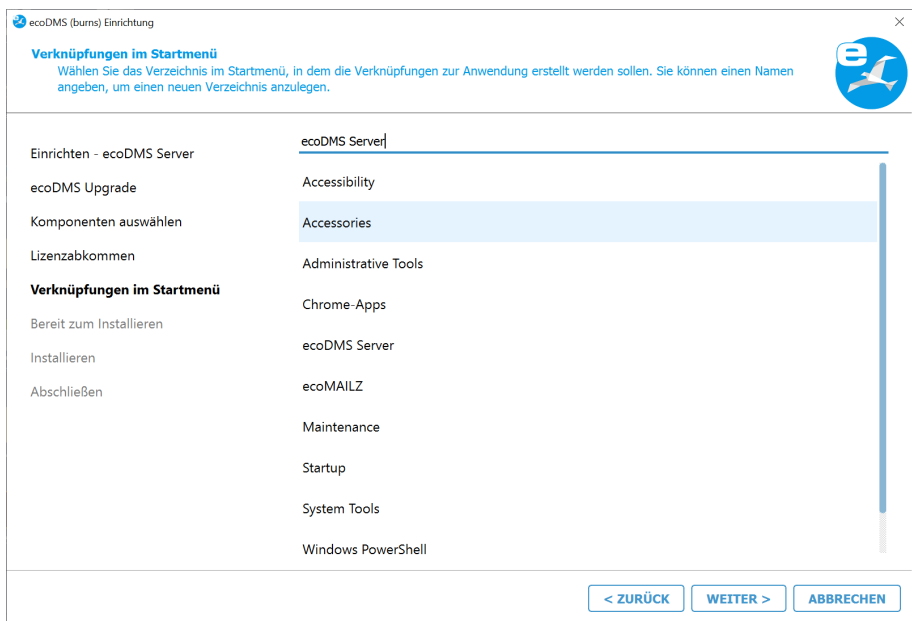 ecoDMS (burns) Einrichtung
Verknüpfungen im Startmenü
Wählen Sie das Verzeichnis im Startmenü, in dem die Verknüpfungen zur Anwendung erstellt werden sollen. Sie können einen Namen
angeben, um einen neuen Verzeichnis anzulegen.
e
Einrichten - ecoDMS Server
ecoDMS Upgrade
Komponenten auswählen
Lizenzabkommen
Verknüpfungen im Startmenü
Bereit zum Installieren
Installieren
Abschließen
ecoDMS Server
Accessibility
Accessories
Administrative Tools
Chrome-Apps
ecoDMS Server
ecoMAILZ
Maintenance
Startup
System Tools
Windows PowerShell
< ZURÜCK
WEITER >
ABBRECHEN